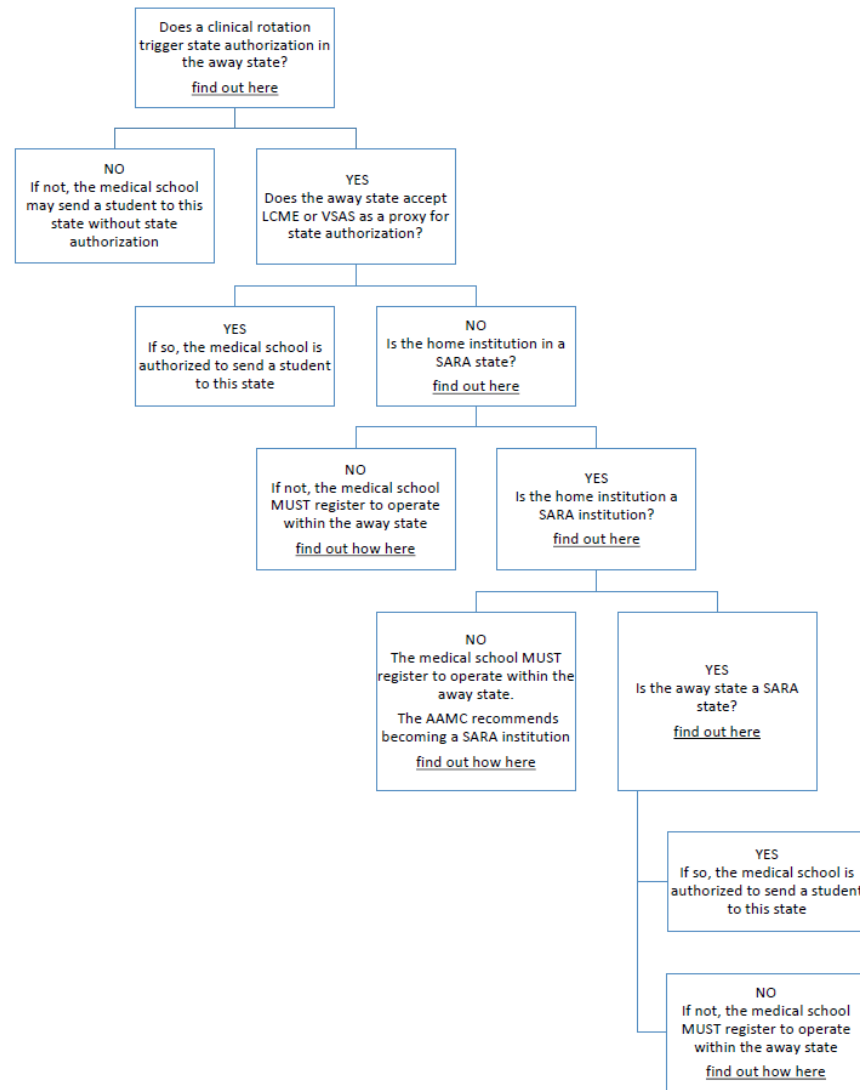 Does a clinical rotation
trigger state authorization in
the away state?
find out here
NO
If not, the medical school
may send a student to this
state without state
authorization
YES
Does the away state accept
LCME or VSAS as a proxy for
state authorization?
YES
If so, the medical school is
authorized to send a student
to this state
NO
Is the home institution in a
SARA state?
find out here
NO
If not, the medical school
MUST register to operate
within the away state
find out how here
YES
Is the home institution a
SARA institution?
find out here
NO
The medical school MUST
register to operate within the
away state.
The AAMC recommends
becoming a SARA institution
find out how here
YES
Is the away state a SARA
state?
find out here
YES
If so, the medical school is
authorized to send a student
to this state
NO
If not, the medical school
MUST register to operate
within the away state
find out how here